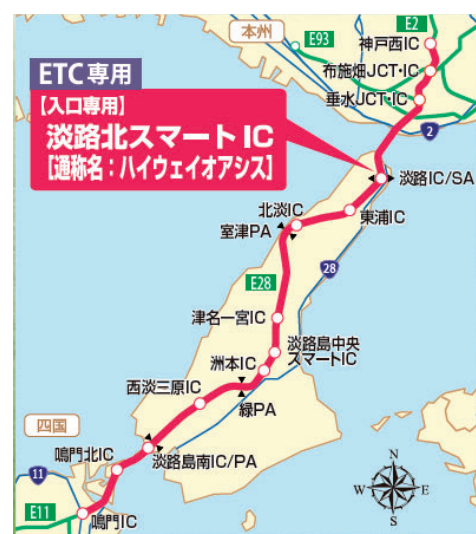 本州
E93
E2
神戸西IC
布施畑JCT・IC
垂水JCT・IC
2
ETC専用
【入口専用】
淡路北スマートIC
【通称名：ハイウェイオアシス】
淡路IC/SA
北淡IC
東浦IC
室津PA
28
E28
津名一宮IC
淡路島中央
スマートIC
洲本IC
西淡三原IC
緑PA
四国
鳴門北IC
淡路島南IC/PA
11
E11
鳴門IC
N
W
E
S